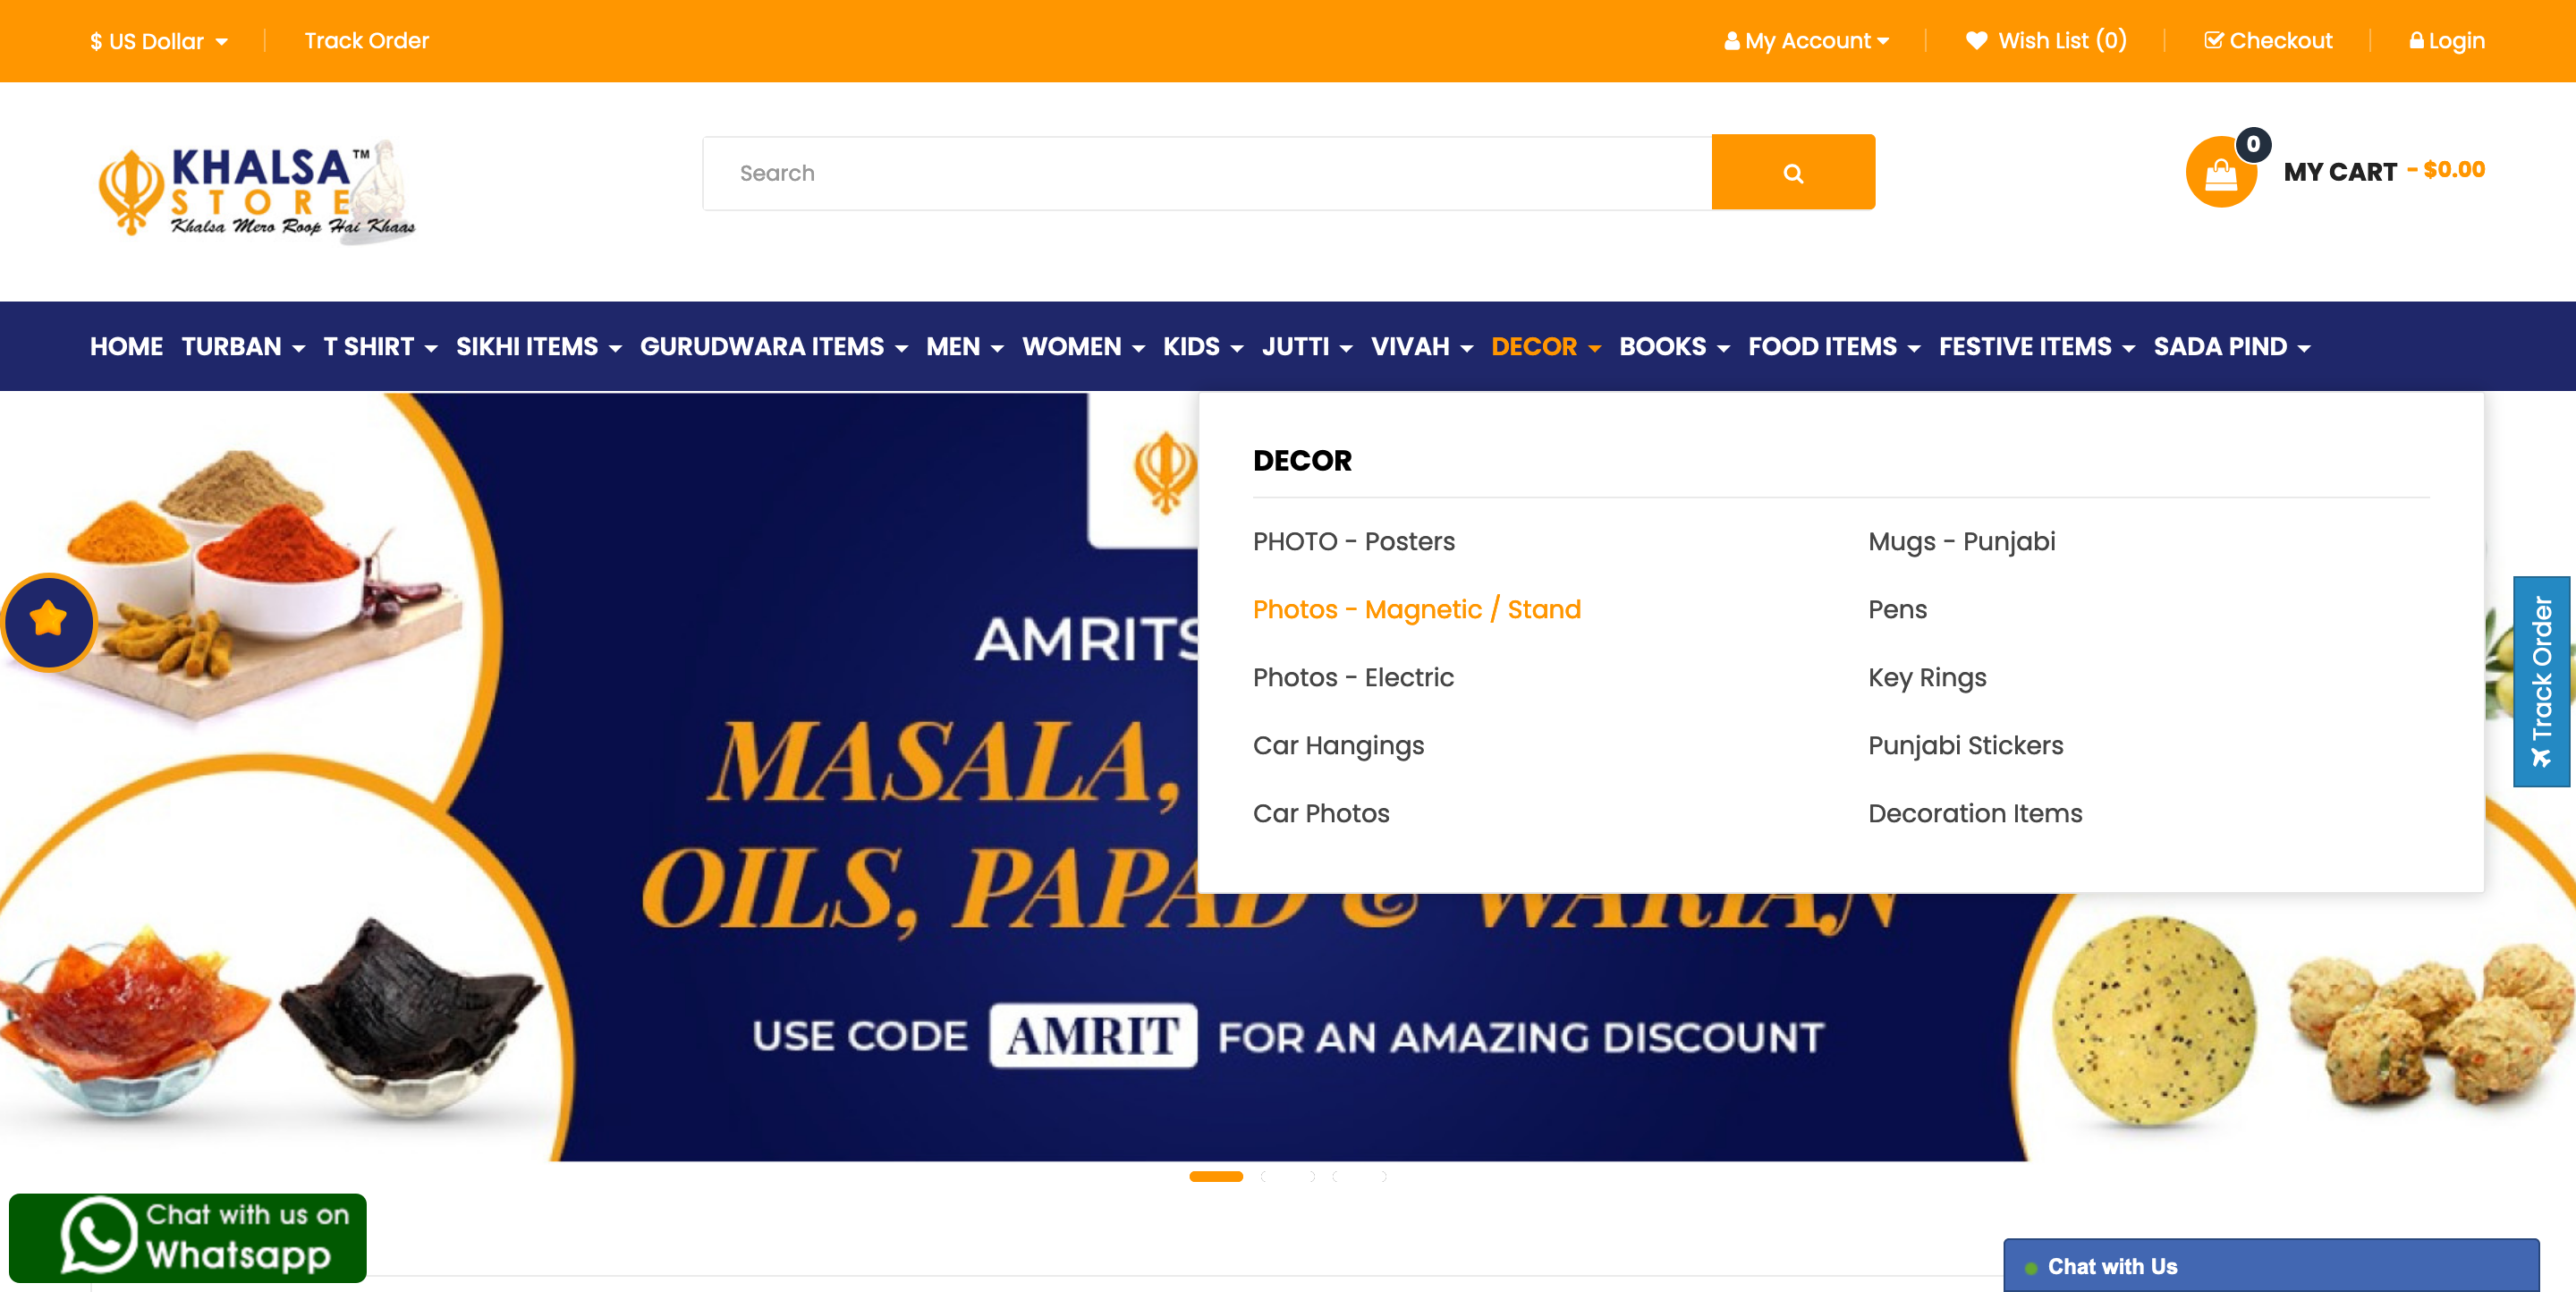 $ US Dollar
Track Order
My Account
Wish List (0)
Checkout
Login
KHALSA™
STORE
Khalsa Mero Roop Hai Khaas
Search
0
MY CART - $0.00
HOME TURBAN T SHIRT SIKHI ITEMS GURUDWARA ITEMS MEN WOMEN KIDS JUTTI VIVAH DECOR BOOKS FOOD ITEMS FESTIVE ITEMS SADA PIND
DECOR
PHOTO - Posters
Photos - Magnetic / Stand
Photos - Electric
Car Hangings
Car Photos
Mugs - Punjabi
Pens
Key Rings
Punjabi Stickers
Decoration Items
AMRITS
MASALA,
OILS, PAPAD & WARIAN
USE CODE AMRIT FOR AN AMAZING DISCOUNT
Track Order
Chat with us on
Whatsapp
Chat with Us